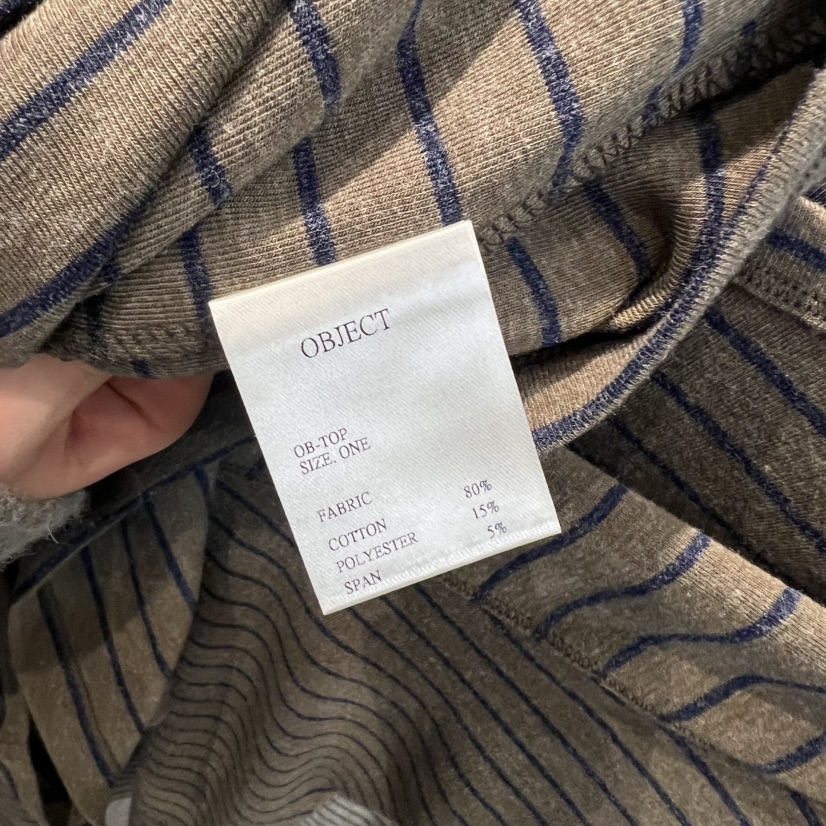 OBJECT
OB-TOP
SIZE. ONE
FABRIC
COTTON 80%
POLYESTER 15%
SPAN 5%